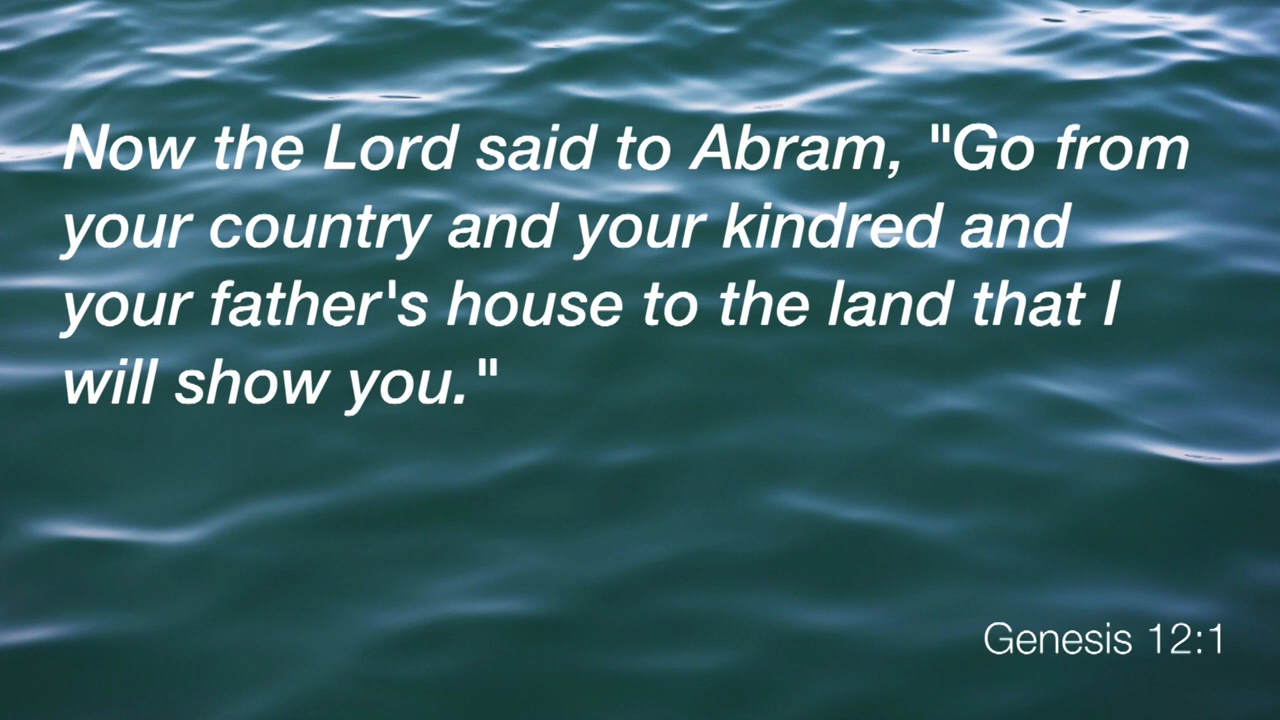 Now the Lord said to Abram, "Go from
your country and your kindred and
your father's house to the land that I
will show you."
Genesis 12:1